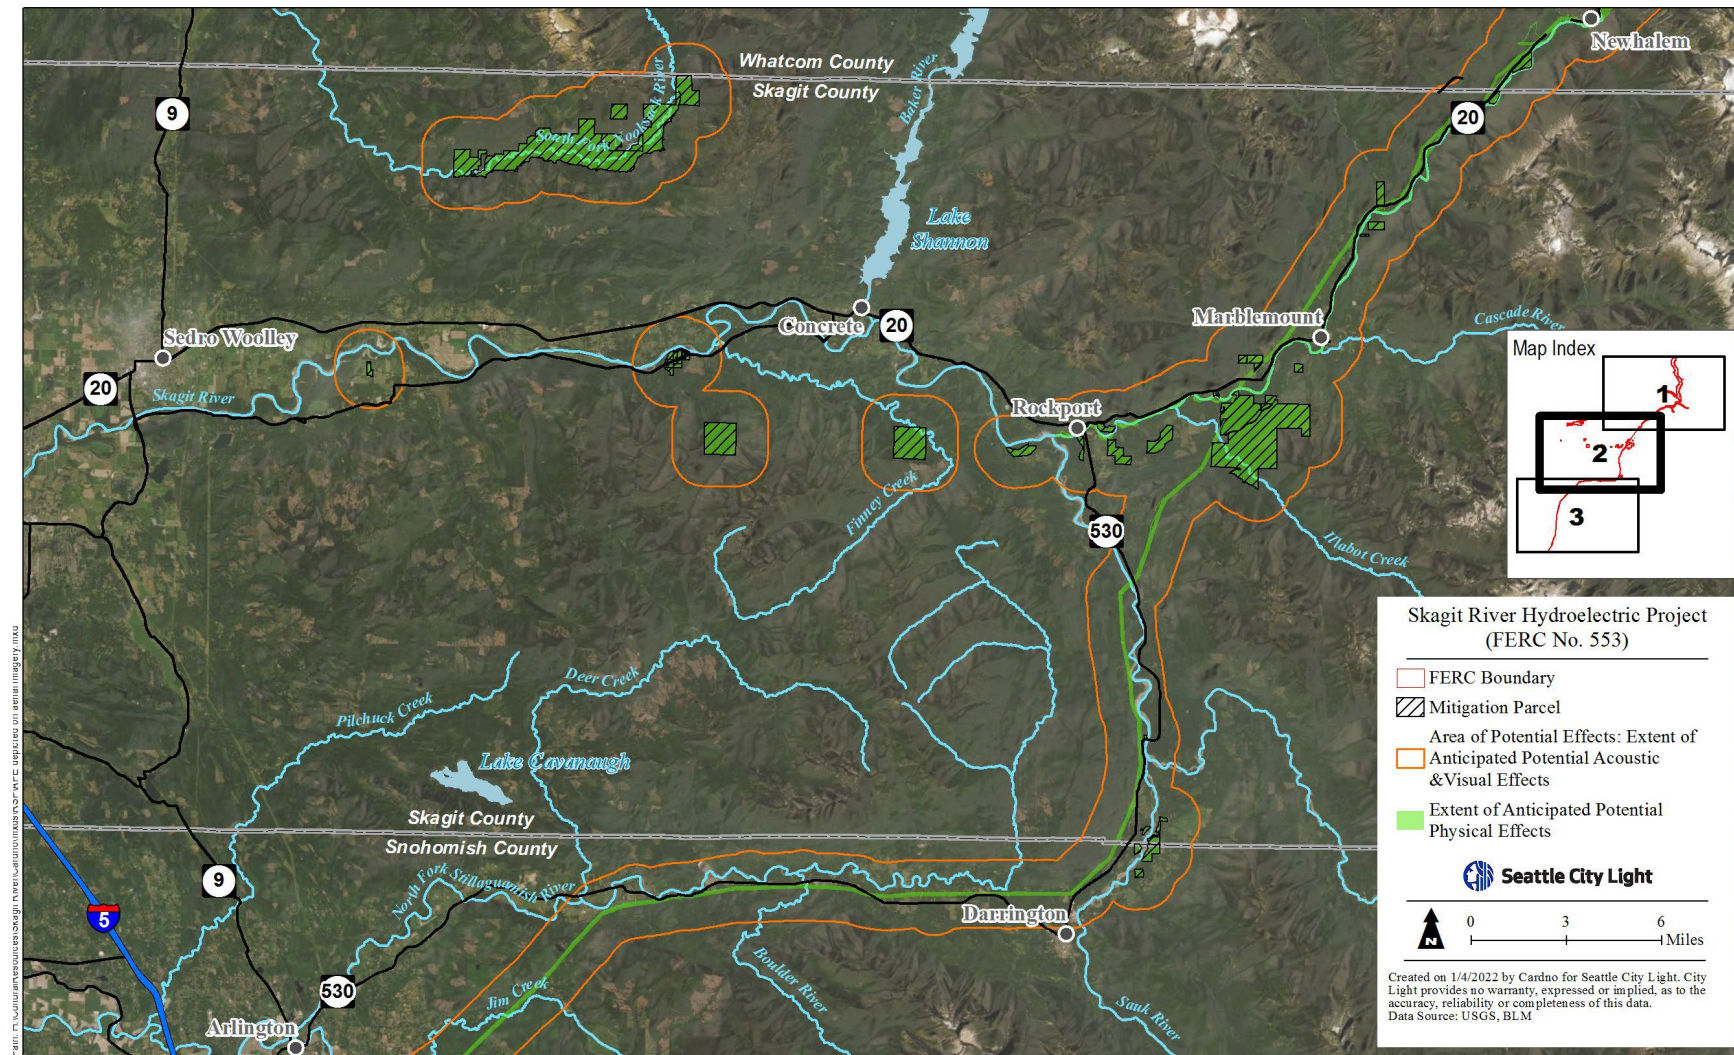 Newhalem
Whatcom County
Skagit County
Baker River
South Fork Nooksack River
9
20
Lake
Shannon
Concrete
20
Sedro Woolley
Marblemount
Cascade River
20
Skagit River
Rockport
Finney Creek
530
Illabot Creek
Map Index
1
2
3
Deer Creek
Pilchuck Creek
Lake Cavanaugh
Skagit County
Snohomish County
9
North Fork Stillaguamish River
5
Darrington
Boulder River
Jim Creek
Sauk River
530
Arlington
Skagit River Hydroelectric Project
(FERC No. 553)
FERC Boundary
Mitigation Parcel
Area of Potential Effects: Extent of
Anticipated Potential Acoustic
&Visual Effects
Extent of Anticipated Potential
Physical Effects
Seattle City Light
N
0 3 6
Miles
Created on 1/4/2022 by Cardno for Seattle City Light. City
Light provides no warranty, expressed or implied, as to the
accuracy, reliability or completeness of this data.
Data Source: USGS, BLM